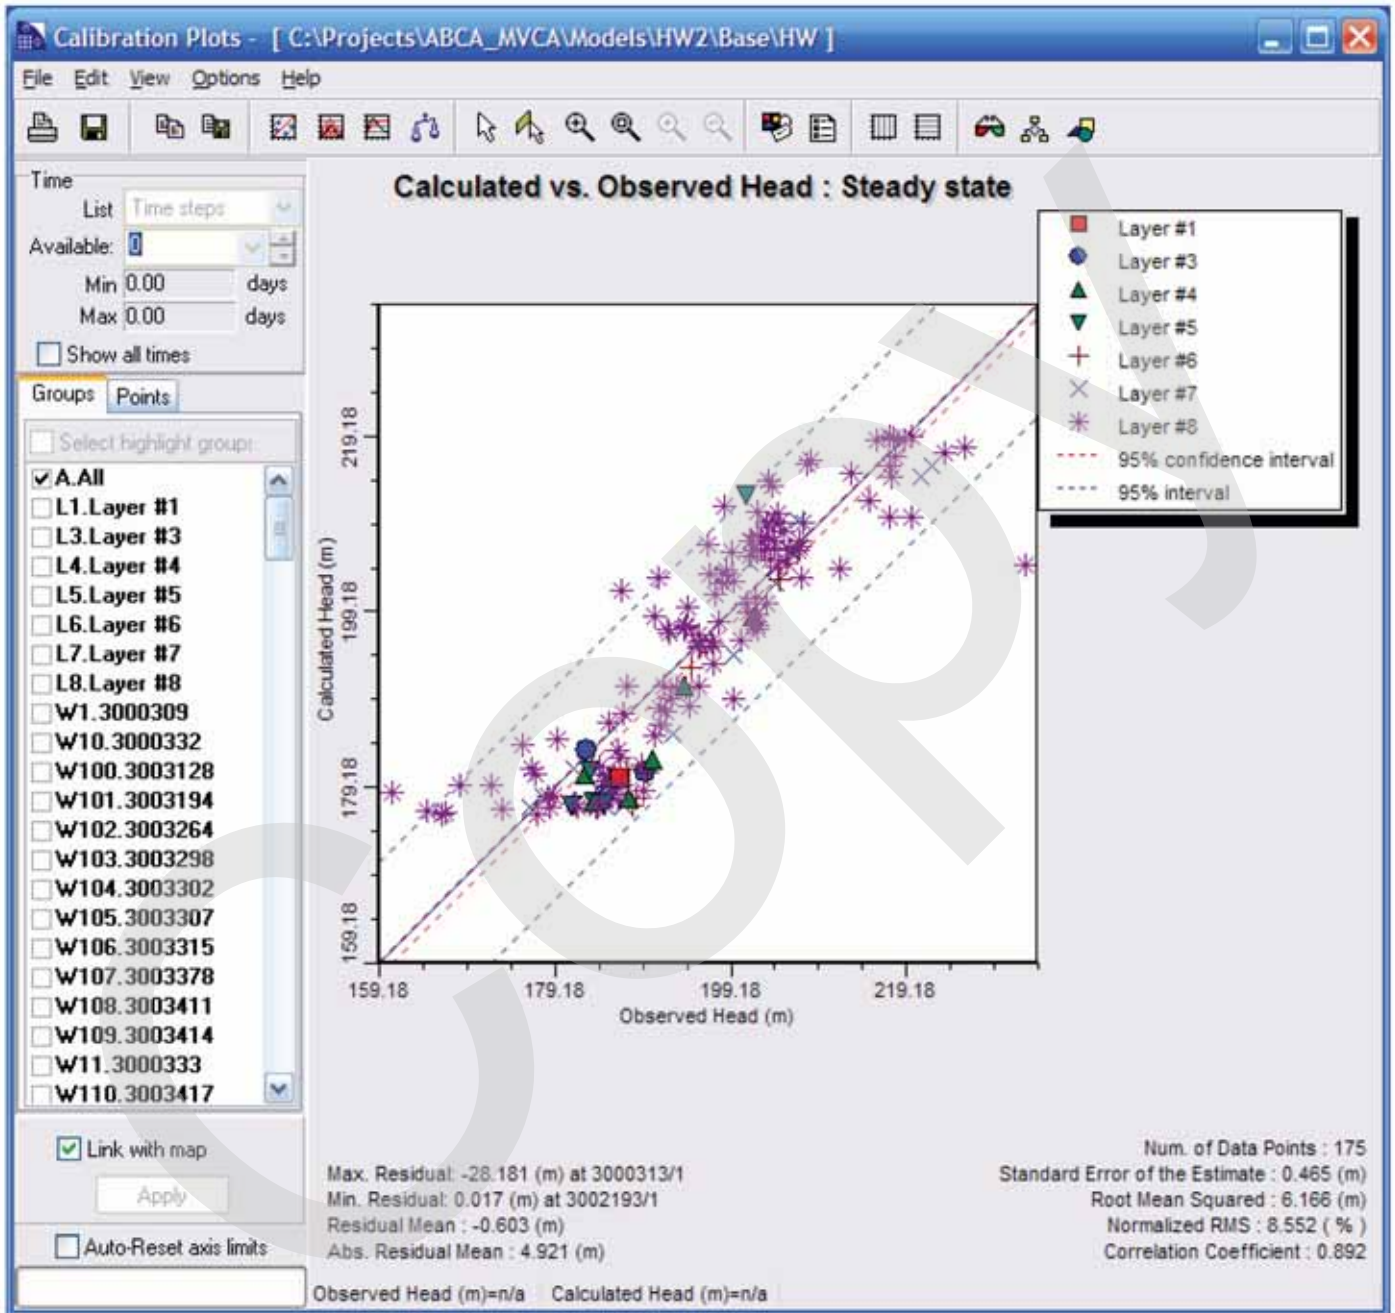 Calibration Plots - [ C:\Projects\ABCA_MVCA\Models\HW2\Base\HW ]
File Edit View Options Help
Time
List Time steps
Available: 0
Min 0.00 days
Max 0.00 days
Show all times
Groups Points
Select highlight group:
A.All
L1.Layer #1
L3.Layer #3
L4.Layer #4
L5.Layer #5
L6.Layer #6
L7.Layer #7
L8.Layer #8
W1.3000309
W10.3000332
W100.3003128
W101.3003194
W102.3003264
W103.3003298
W104.3003302
W105.3003307
W106.3003315
W107.3003378
W108.3003411
W109.3003414
W11.3000333
W110.3003417
Link with map
Apply
Auto-Reset axis limits
Calculated vs. Observed Head : Steady state
Layer #1
Layer #3
Layer #4
Layer #5
Layer #6
Layer #7
Layer #8
95% confidence interval
95% interval
Calculated Head (m)
219.18
199.18
179.18
159.18
159.18 179.18 199.18 219.18
Observed Head (m)
Max. Residual: -28.181 (m) at 3000313/1
Min. Residual: 0.017 (m) at 3002193/1
Residual Mean : -0.603 (m)
Abs. Residual Mean : 4.921 (m)
Num. of Data Points : 175
Standard Error of the Estimate : 0.465 (m)
Root Mean Squared : 6.166 (m)
Normalized RMS : 8.552 ( % )
Correlation Coefficient : 0.892
Observed Head (m)=n/a Calculated Head (m)=n/a
Copy